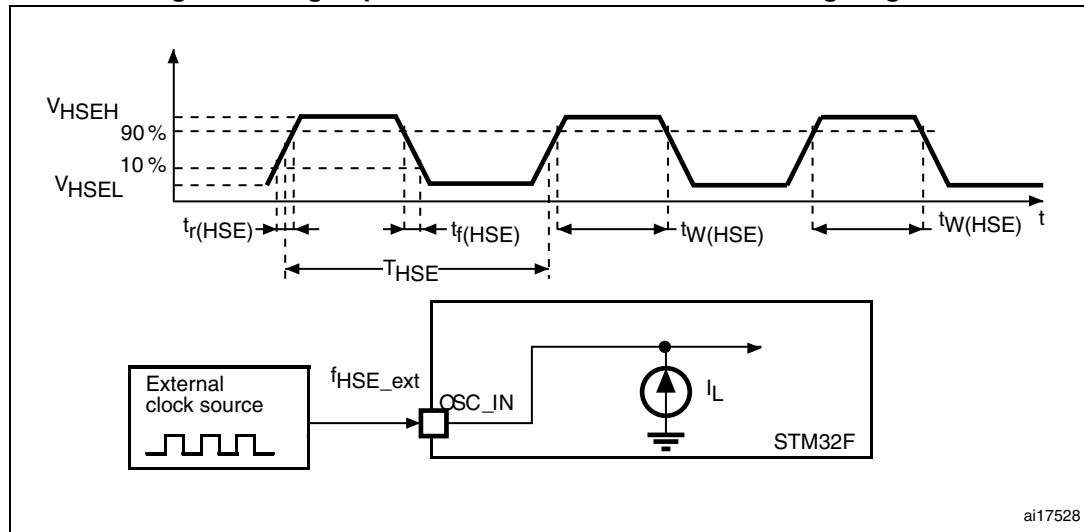 VHSEH
90 %
10 %
VHSEL
tr(HSE)
tf(HSE)
tW(HSE)
tW(HSE)
t
THSE
External
clock source
fHSE_ext
OSC_IN
IL
STM32F
ai17528